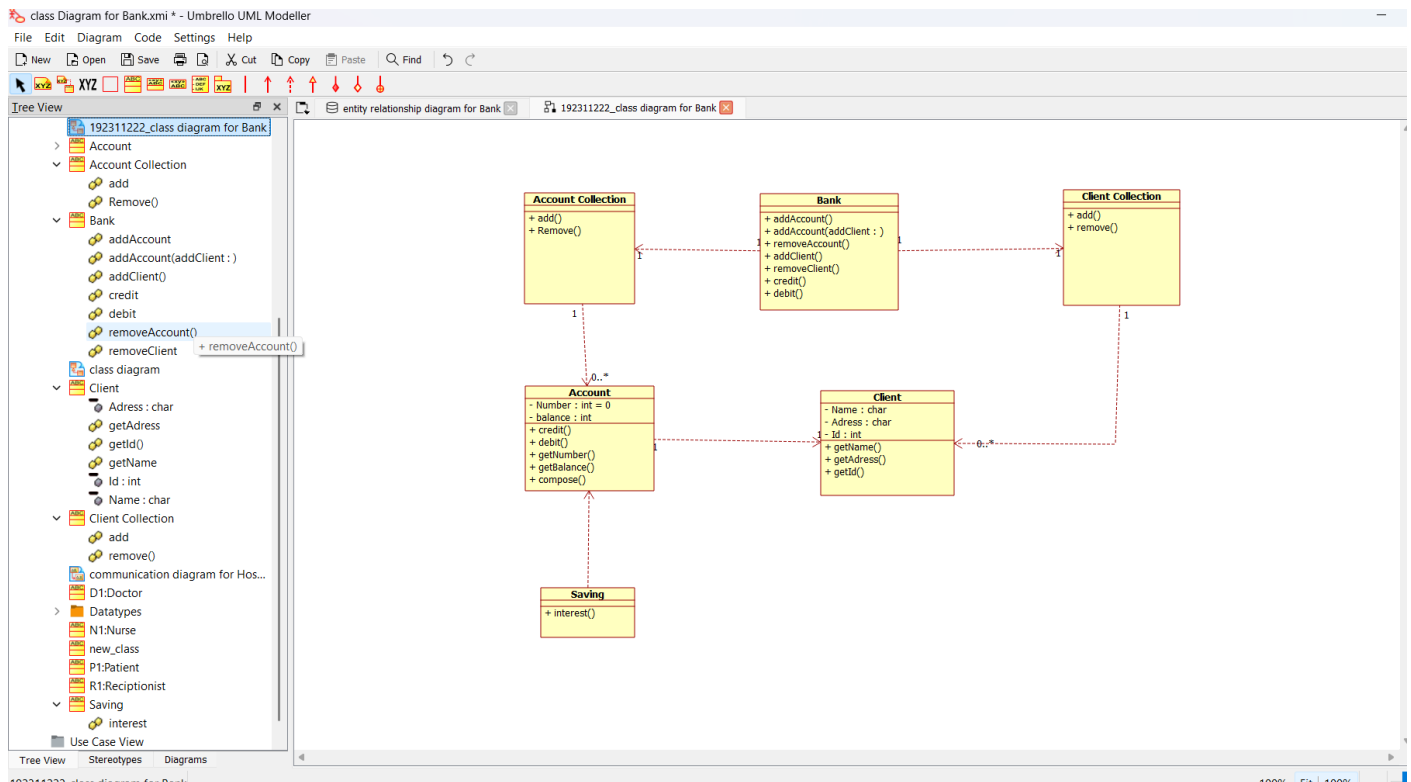 class Diagram for Bank.xmi * - Umbrello UML Modeller
File Edit Diagram Code Settings Help
New Open Save Cut Copy Paste Find
XYZ
Tree View
entity relationship diagram for Bank
192311222_class diagram for Bank
192311222_class diagram for Bank
Account
Account Collection
add
Remove()
Bank
addAccount
addAccount(addClient : )
addClient()
credit
debit
removeAccount()
+ removeAccount()
removeClient
class diagram
Client
Adress : char
getAdress
getId()
getName
Id : int
Name : char
Client Collection
add
remove()
communication diagram for Hos...
D1:Doctor
Datatypes
N1:Nurse
new_class
P1:Patient
R1:Reciptionist
Saving
interest
Use Case View
Tree View Stereotypes Diagrams
Account Collection
+ add()
+ Remove()
1
1
1
Bank
+ addAccount()
+ addAccount(addClient : )
+ removeAccount()
+ addClient()
+ removeClient()
+ credit()
+ debit()
1
1
Client Collection
+ add()
+ remove()
1
0..*
Account
- Number : int = 0
- balance : int
+ credit()
+ debit()
+ getNumber()
+ getBalance()
+ compose()
1
1
Client
- Name : char
- Adress : char
- Id : int
+ getName()
+ getAdress()
+ getId()
0..*
Saving
+ interest()
192311222_class diagram for Bank
100% Fit 100%